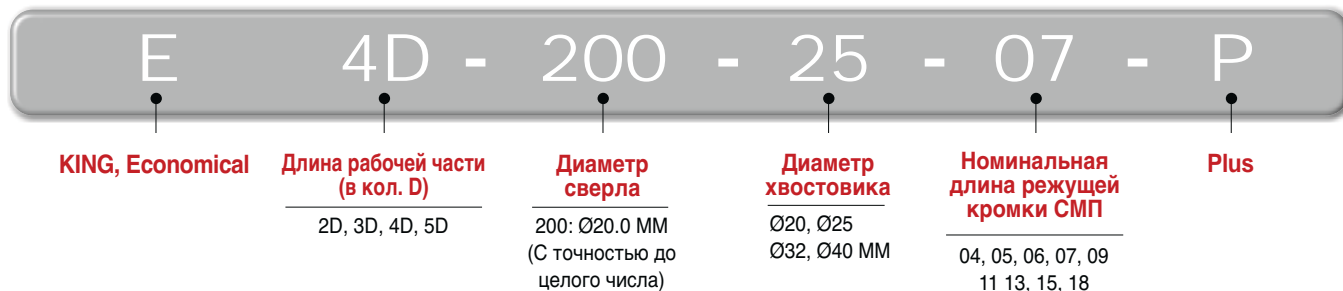 E 4D - 200 - 25 - 07 - P
KING, Economical
Длина рабочей части
(в кол. D)
2D, 3D, 4D, 5D
Диаметр
сверла
200: Ø20.0 ММ
(С точностью до
целого числа)
Диаметр
хвостовика
Ø20, Ø25
Ø32, Ø40 ММ
Номинальная
длина режущей
кромки СМП
04, 05, 06, 07, 09
11 13, 15, 18
Plus